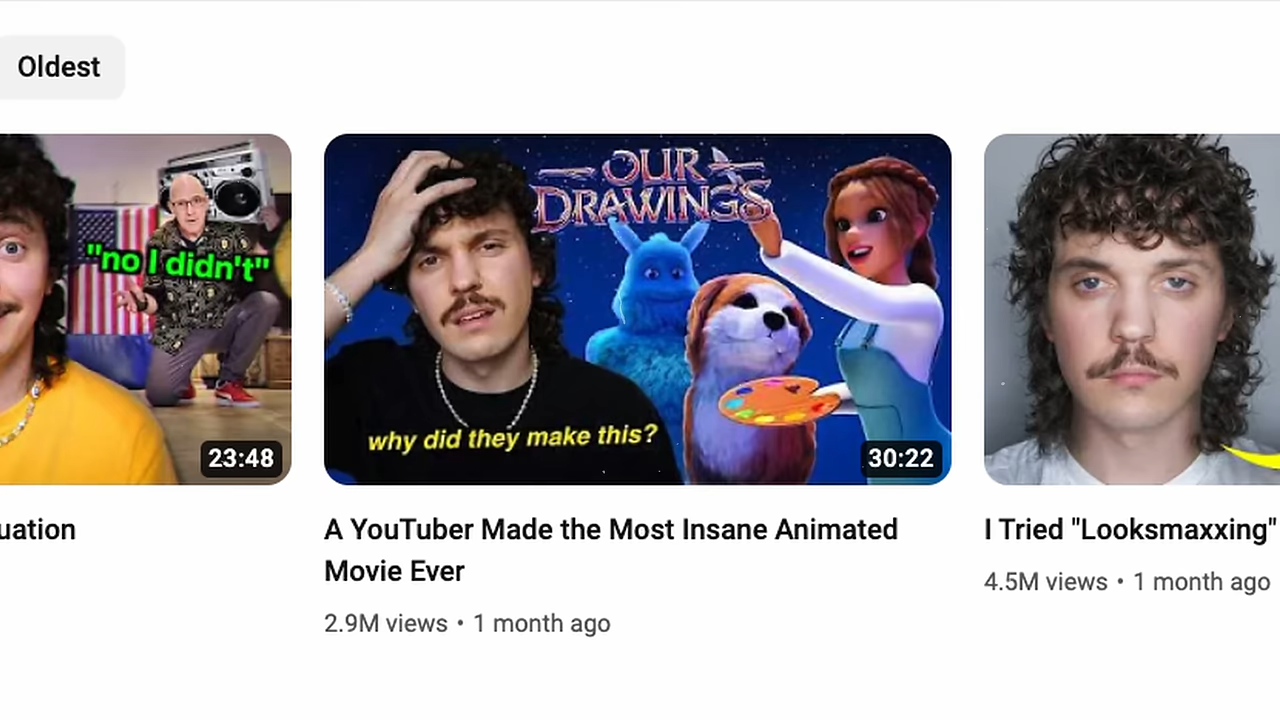 Oldest
"no I didn't"
23:48
OUR
DRAWINGS
why did they make this?
30:22
uation
A YouTuber Made the Most Insane Animated
Movie Ever
2.9M views • 1 month ago
I Tried "Looksmaxxing"
4.5M views • 1 month ago